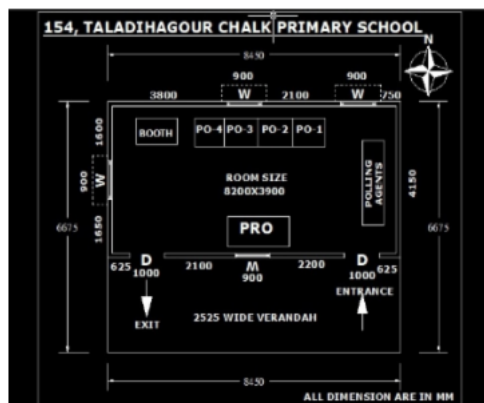 154, TALADIHAGOUR CHALK PRIMARY SCHOOL
N
8450
900 900
3800 W 2100 W 750
BOOTH PO-4 PO-3 PO-2 PO-1
1600
900 W
1650
6675
ROOM SIZE
8200X3900
POLLING
AGENTS
4150
6675
PRO
625 D 2100 W 2200 D 625
1000 900 1000
EXIT
ENTRANCE
2525 WIDE VERANDAH
8450
ALL DIMENSION ARE IN MM